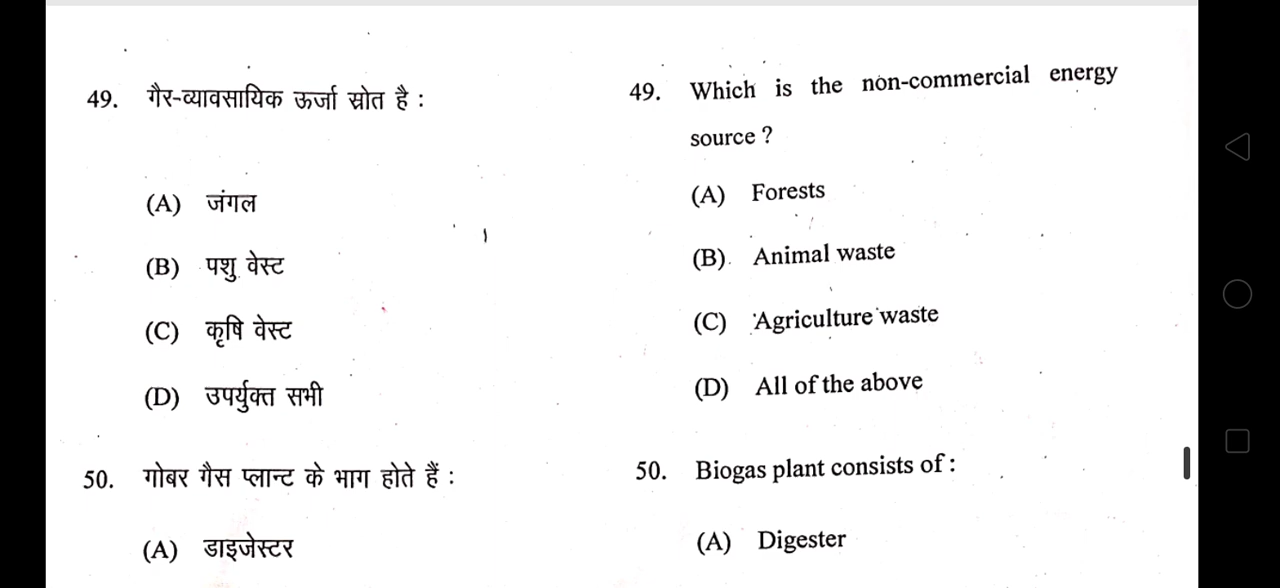 49. गैर-व्यावसायिक ऊर्जा स्रोत है :
(A) जंगल
(B) पशु वेस्ट
(C) कृषि वेस्ट
(D) उपर्युक्त सभी
50. गोबर गैस प्लान्ट के भाग होते हैं :
(A) डाइजेस्टर
49. Which is the non-commercial energy
source ?
(A) Forests
(B) Animal waste
(C) Agriculture waste
(D) All of the above
50. Biogas plant consists of :
(A) Digester